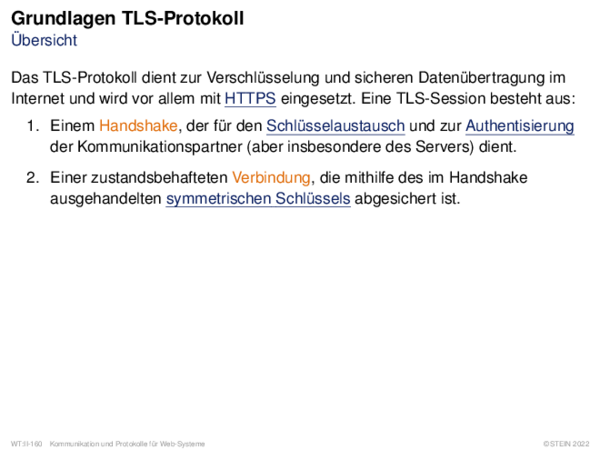 Grundlagen TLS-Protokoll
Übersicht
Das TLS-Protokoll dient zur Verschlüsselung und sicheren Datenübertragung im
Internet und wird vor allem mit HTTPS eingesetzt. Eine TLS-Session besteht aus:
1. Einem Handshake, der für den Schlüsselaustausch und zur Authentisierung
der Kommunikationspartner (aber insbesondere des Servers) dient.
2. Einer zustandsbehafteten Verbindung, die mithilfe des im Handshake
ausgehandelten symmetrischen Schlüssels abgesichert ist.
WT:II-160 Kommunikation und Protokolle für Web-Systeme ©STEIN 2022